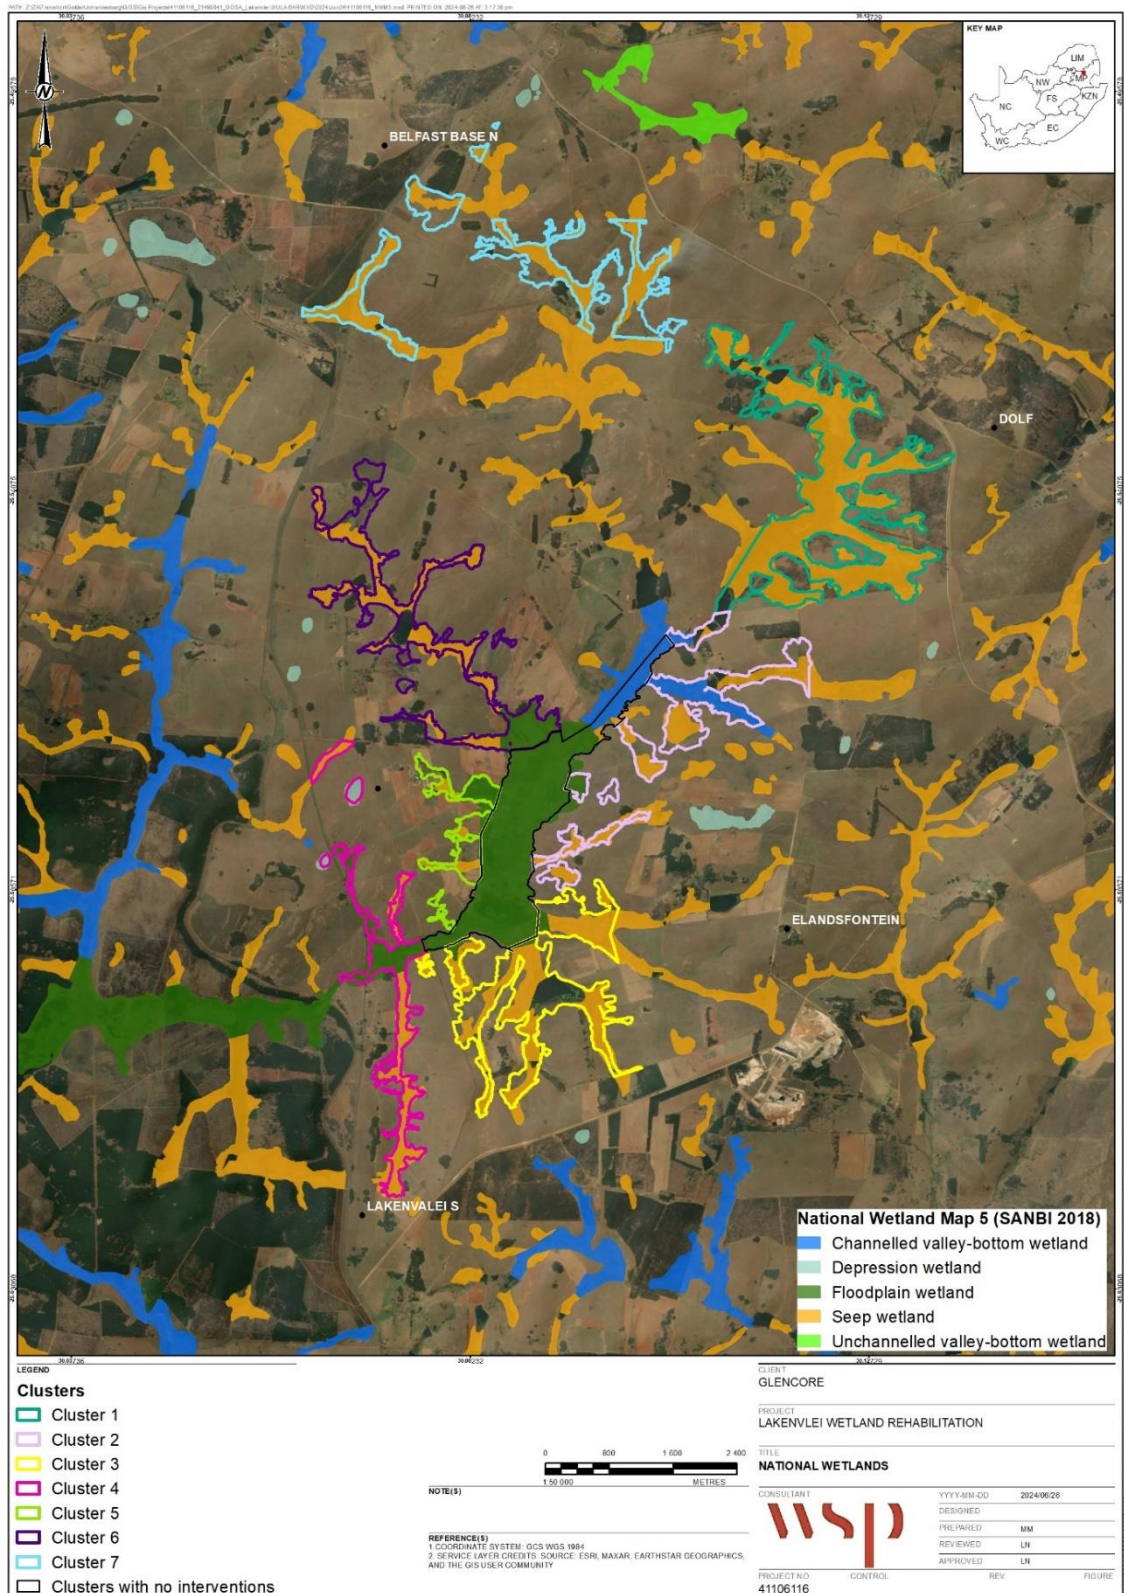 KEY MAP
LIM
NW
MP
FS
KZN
NC
EC
WC
N
BELFAST BASE N
DOLF
ELANDSFONTEIN
LAKENVALEI S
National Wetland Map 5 (SANBI 2018)
Channelled valley-bottom wetland
Depression wetland
Floodplain wetland
Seep wetland
Unchannelled valley-bottom wetland
LEGEND
Clusters
Cluster 1
Cluster 2
Cluster 3
Cluster 4
Cluster 5
Cluster 6
Cluster 7
Clusters with no interventions
0 800 1 600 2 400
1:50 000 METRES
NOTE(S)
REFERENCE(S)
1. COORDINATE SYSTEM: GCS WGS 1984
2. SERVICE LAYER CREDITS: SOURCE: ESRI, MAXAR, EARTHSTAR GEOGRAPHICS,
AND THE GIS USER COMMUNITY
CLIENT
GLENCORE
PROJECT
LAKENVLEI WETLAND REHABILITATION
TITLE
NATIONAL WETLANDS
CONSULTANT
wsp
YYYY-MM-DD 2024/06/26
DESIGNED
PREPARED MM
REVIEWED LN
APPROVED LN
PROJECT NO. CONTROL REV. FIGURE
41106116